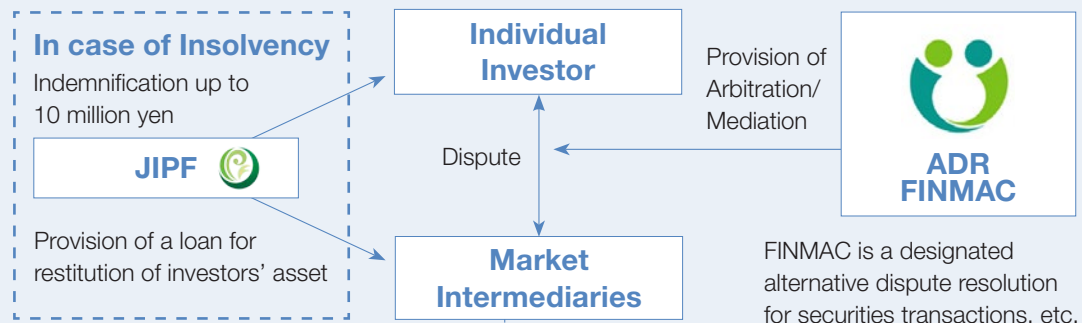 In case of Insolvency
Indemnification up to
10 million yen
JIPF
Provision of a loan for
restitution of investors' asset
Individual
Investor
Dispute
Market
Intermediaries
Provision of
Arbitration/
Mediation
ADR
FINMAC
FINMAC is a designated
alternative dispute resolution
for securities transactions, etc.